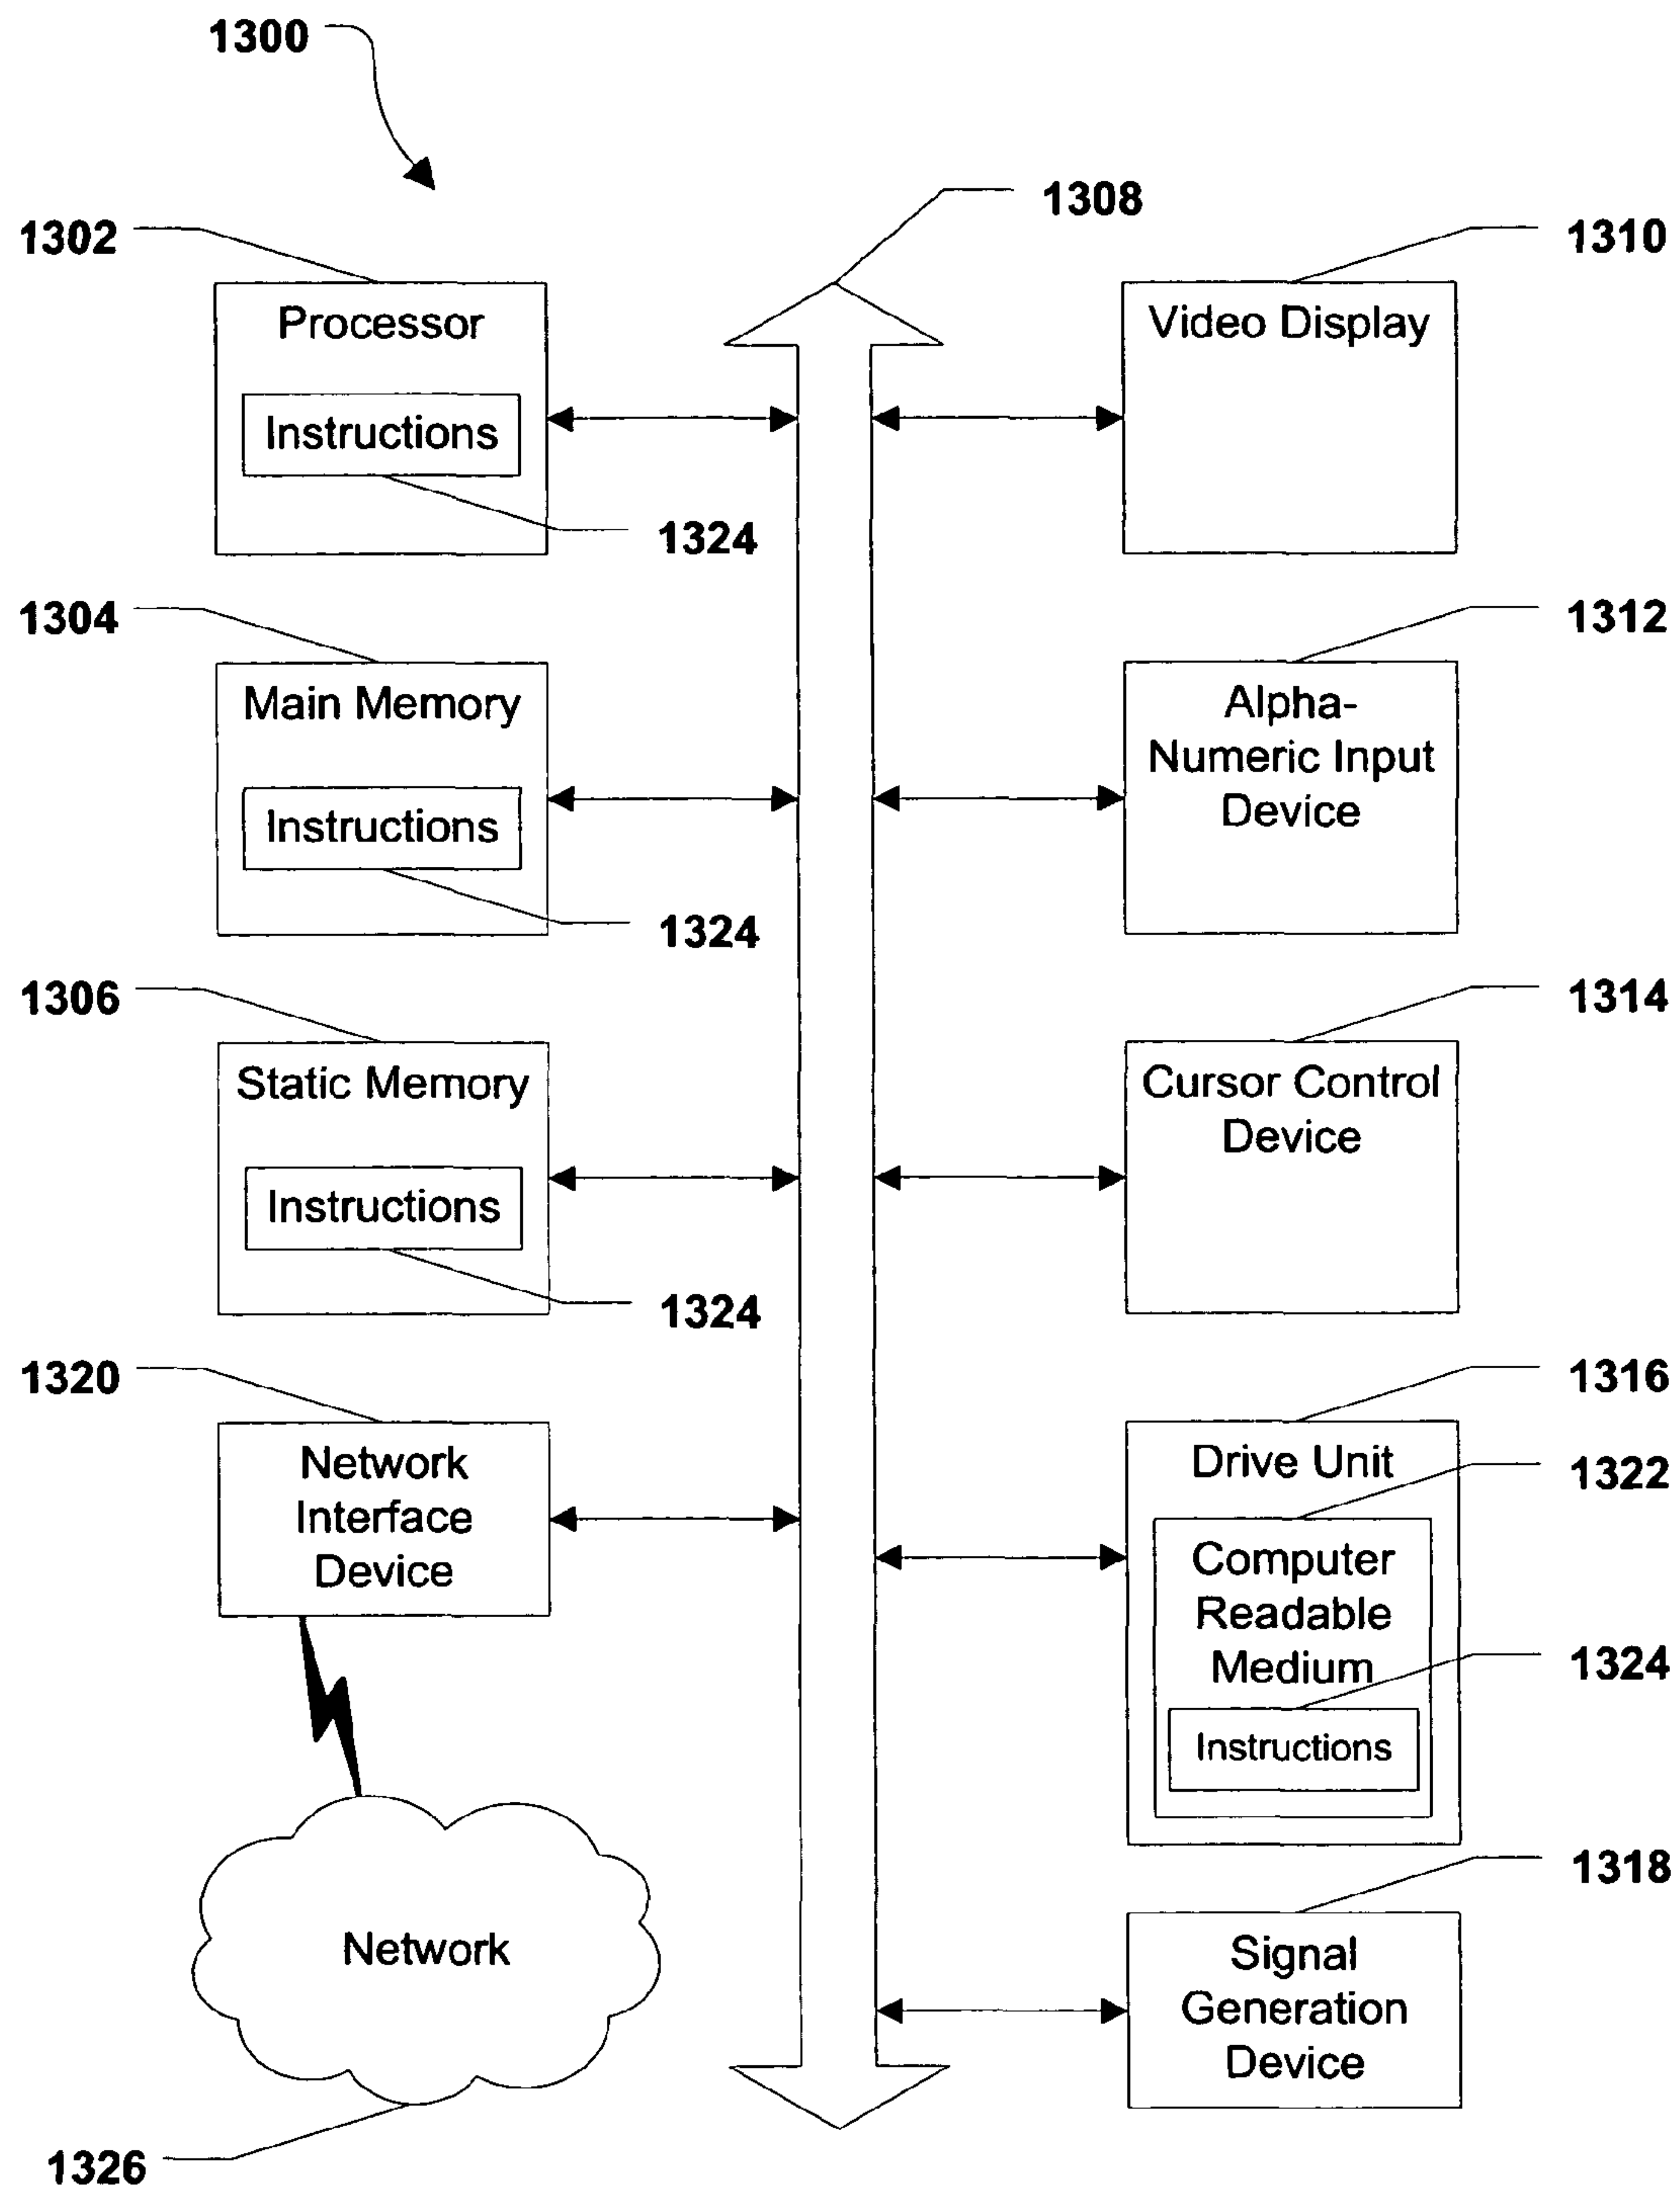 1300
1308
1302
1310
Processor
Instructions
1324
Video Display
1304
1312
Main Memory
Instructions
1324
Alpha-
Numeric Input
Device
1306
1314
Static Memory
Instructions
1324
Cursor Control
Device
1320
1316
Network
Interface
Device
Drive Unit
1322
Computer
Readable
Medium
1324
Instructions
1318
Network
Signal
Generation
Device
1326